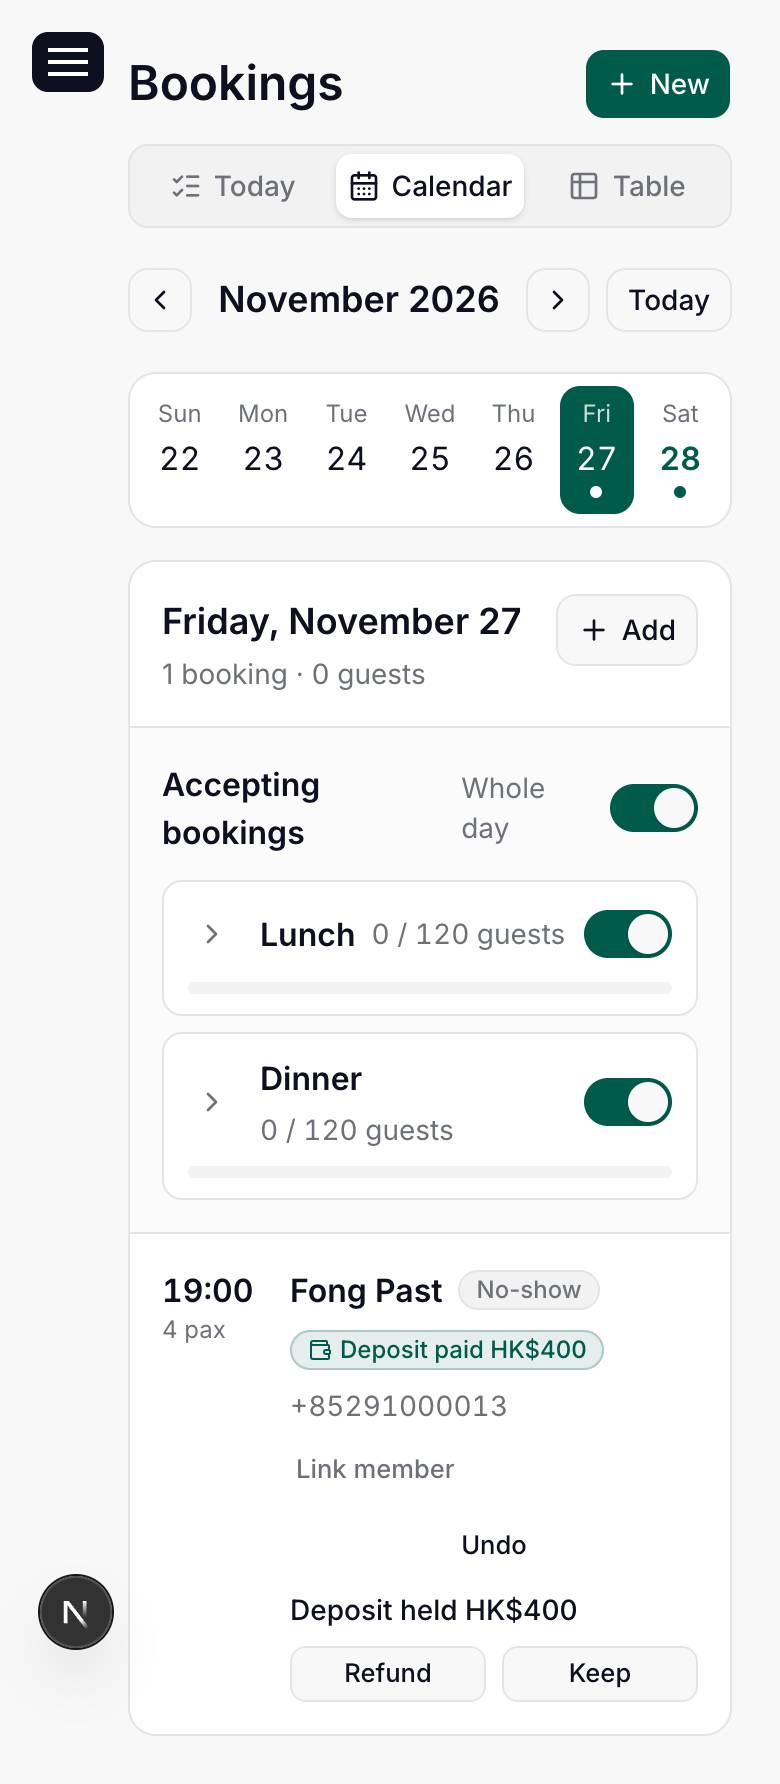 Bookings
New
Today
Calendar
Table
November 2026
Today
Sun Mon Tue Wed Thu Fri Sat
22 23 24 25 26 27 28
Friday, November 27
Add
1 booking · 0 guests
Accepting
bookings
Whole
day
Lunch 0 / 120 guests
Dinner
0 / 120 guests
19:00
4 pax
Fong Past No-show
Deposit paid HK$400
+85291000013
Link member
Undo
N
Deposit held HK$400
Refund
Keep